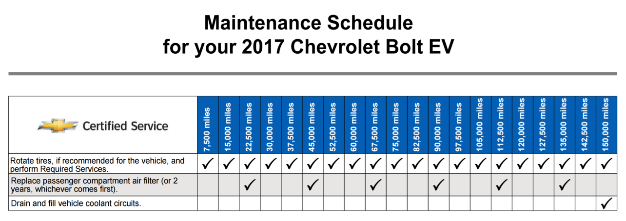 Maintenance Schedule
for your 2017 Chevrolet Bolt EV
Certified Service
7,500 miles
15,000 miles
22,500 miles
30,000 miles
37,500 miles
45,000 miles
52,500 miles
60,000 miles
67,500 miles
75,000 miles
82,500 miles
90,000 miles
97,500 miles
105,000 miles
112,500 miles
120,000 miles
127,500 miles
135,000 miles
142,500 miles
150,000 miles
Rotate tires, if recommended for the vehicle, and
perform Required Services.
Replace passenger compartment air filter (or 2
years, whichever comes first).
Drain and fill vehicle coolant circuits.